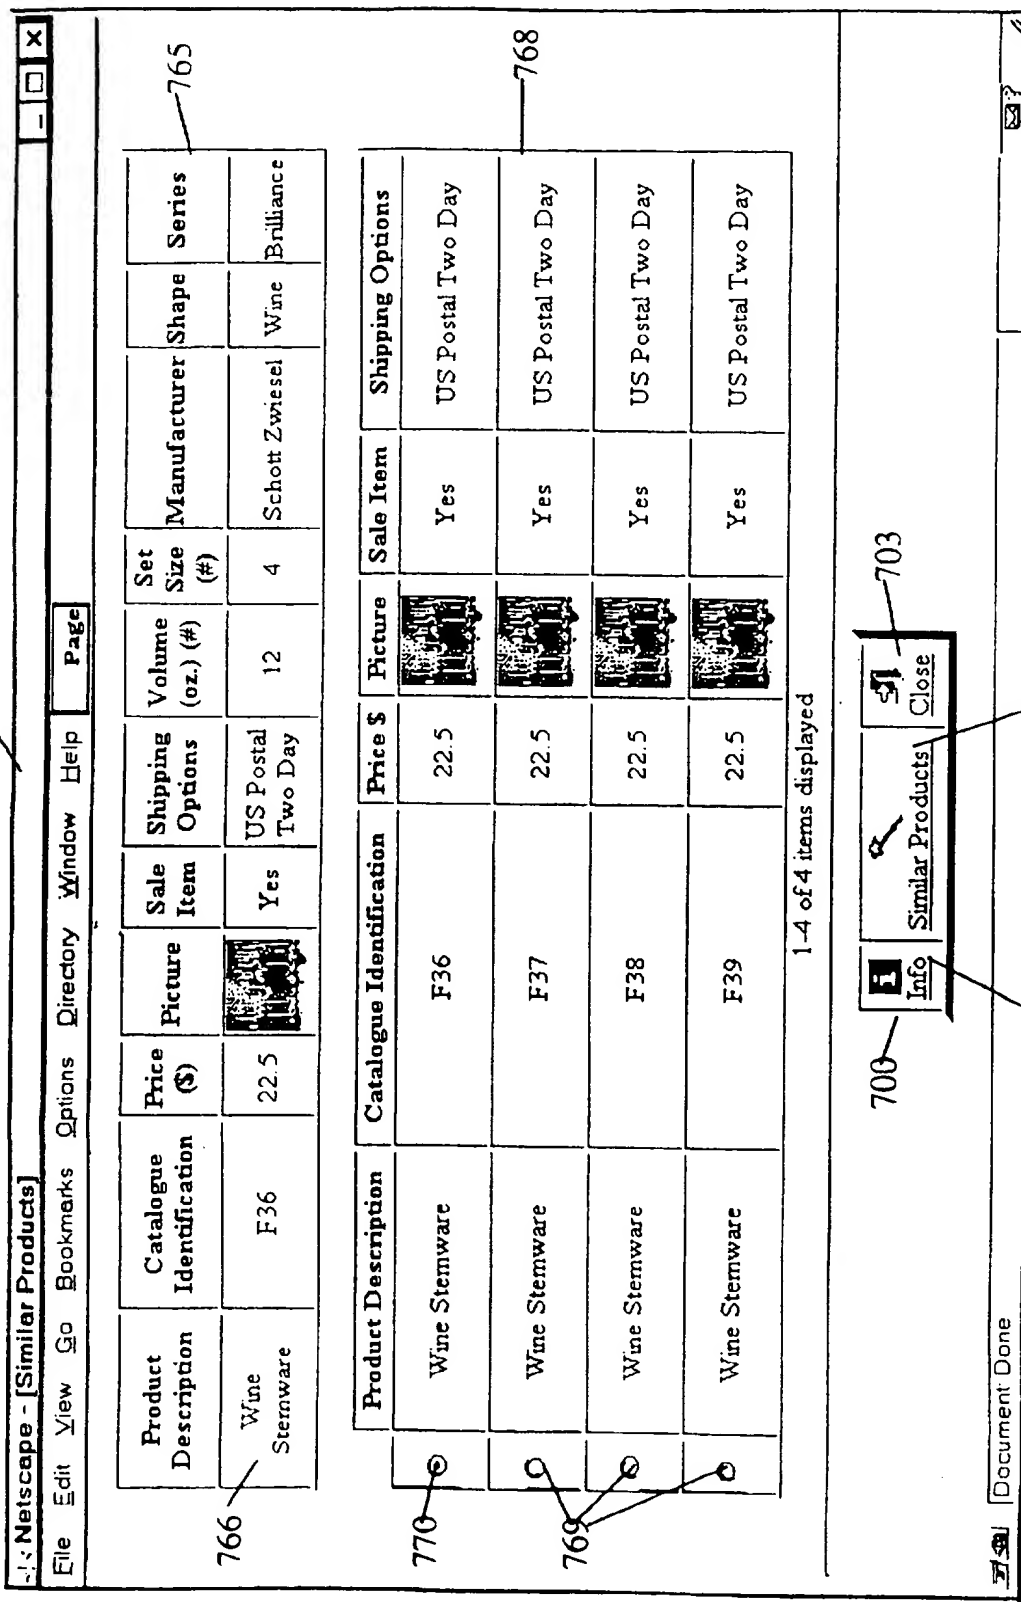 Netscape - [Similar Products]
File Edit View Go Bookmarks Options Directory Window Help Page
Product Description Catalogue Identification Price ($) Picture Sale Item Shipping Options Volume (oz.) (#) Set Size (#) Manufacturer Shape Series
765
Wine Stemware F36 22.5 Yes US Postal Two Day 12 4 Schott Zwiesel Wine Brilliance
766
Product Description Catalogue Identification Price $ Picture Sale Item Shipping Options
768
Wine Stemware F36 22.5 Yes US Postal Two Day
770
Wine Stemware F37 22.5 Yes US Postal Two Day
Wine Stemware F38 22.5 Yes US Postal Two Day
769
Wine Stemware F39 22.5 Yes US Postal Two Day
1-4 of 4 items displayed
700
i
Info Similar Products Close
703
Document Done
?